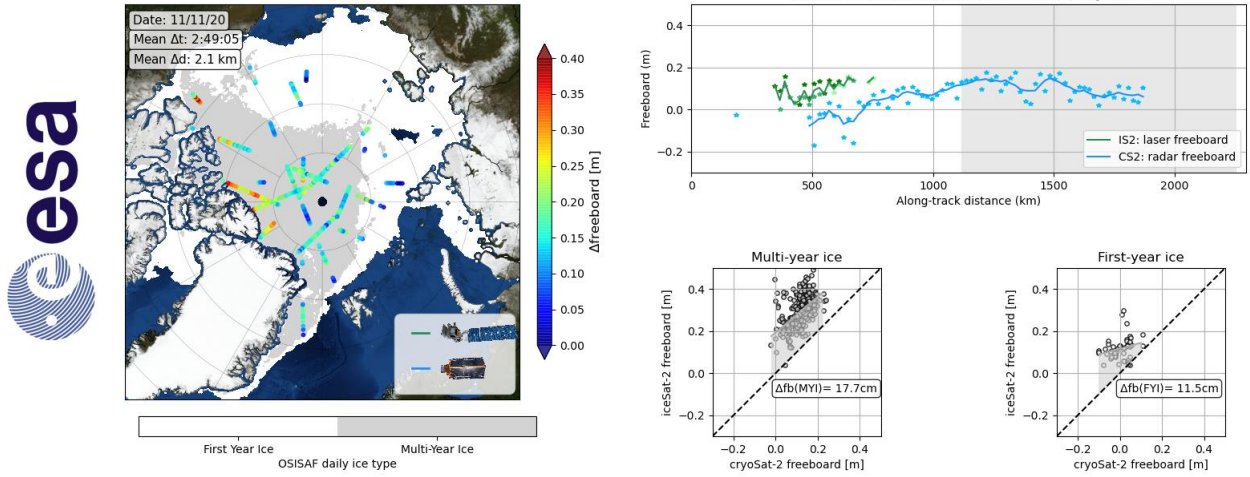 esa
Date: 11/11/20
Mean Δt: 2:49:05
Mean Δd: 2.1 km
0.40
0.35
0.30
0.25
0.20
0.15
0.10
0.05
0.00
Δfreeboard [m]
First Year Ice
Multi-Year Ice
OSISAF daily ice type
Freeboard (m)
0.4
0.2
0.0
−0.2
IS2: laser freeboard
CS2: radar freeboard
0
500
1000
1500
2000
Along-track distance (km)
Multi-year ice
iceSat-2 freeboard [m]
0.4
0.2
0.0
−0.2
Δfb(MYI)= 17.7cm
−0.2
0.0
0.2
0.4
cryoSat-2 freeboard [m]
First-year ice
iceSat-2 freeboard [m]
0.4
0.2
0.0
−0.2
Δfb(FYI)= 11.5cm
−0.2
0.0
0.2
0.4
cryoSat-2 freeboard [m]